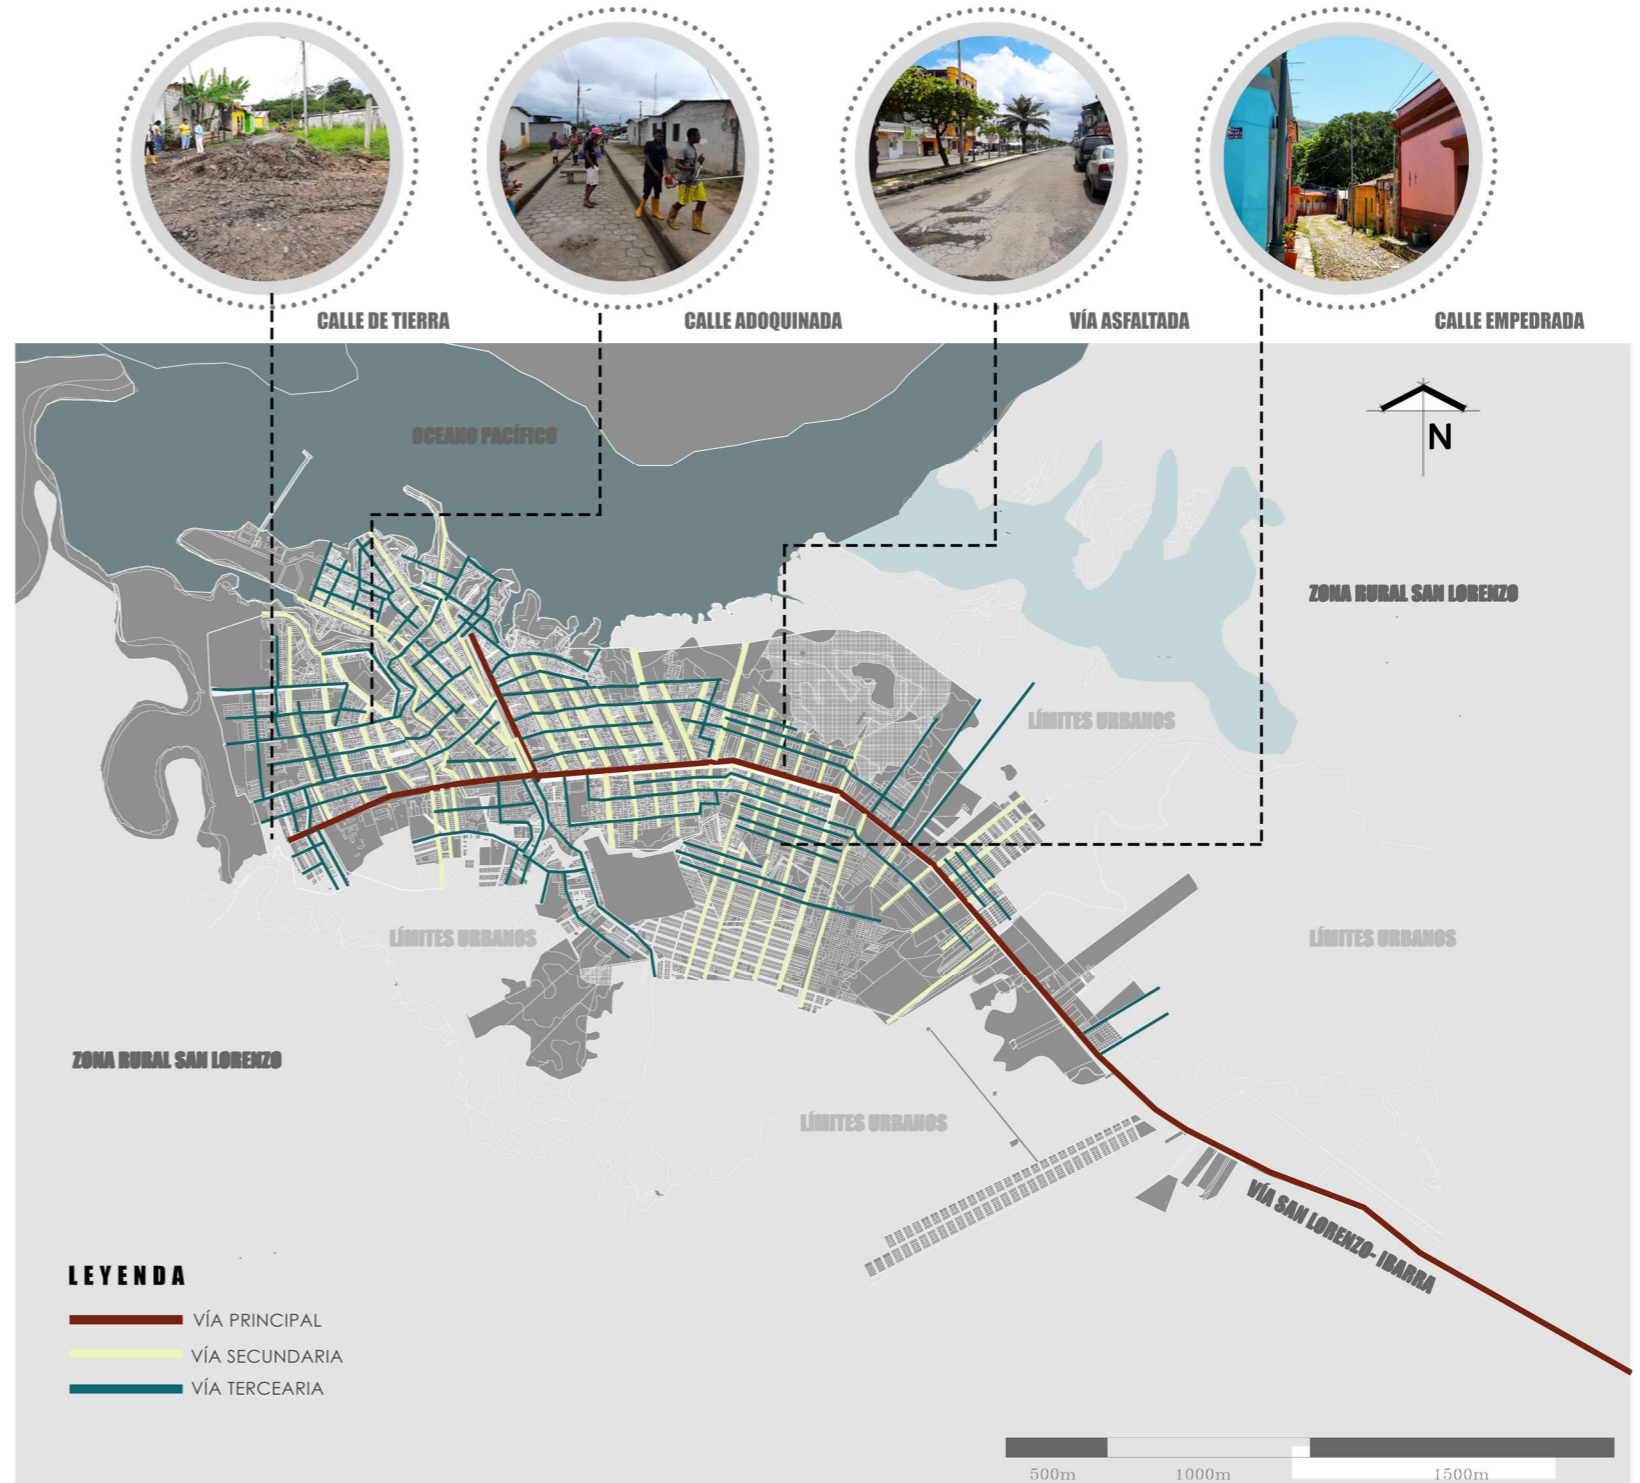 CALLE DE TIERRA
CALLE ADOQUINADA
VÍA ASFALTADA
CALLE EMPEDRADA
OCEANO PACÍFICO
N
ZONA RURAL SAN LORENZO
LÍMITES URBANOS
LÍMITES URBANOS
LÍMITES URBANOS
ZONA RURAL SAN LORENZO
LÍMITES URBANOS
VÍA SAN LORENZO- IBARRA
LEYENDA
VÍA PRINCIPAL
VÍA SECUNDARIA
VÍA TERCEARIA
500m
1000m
1500m